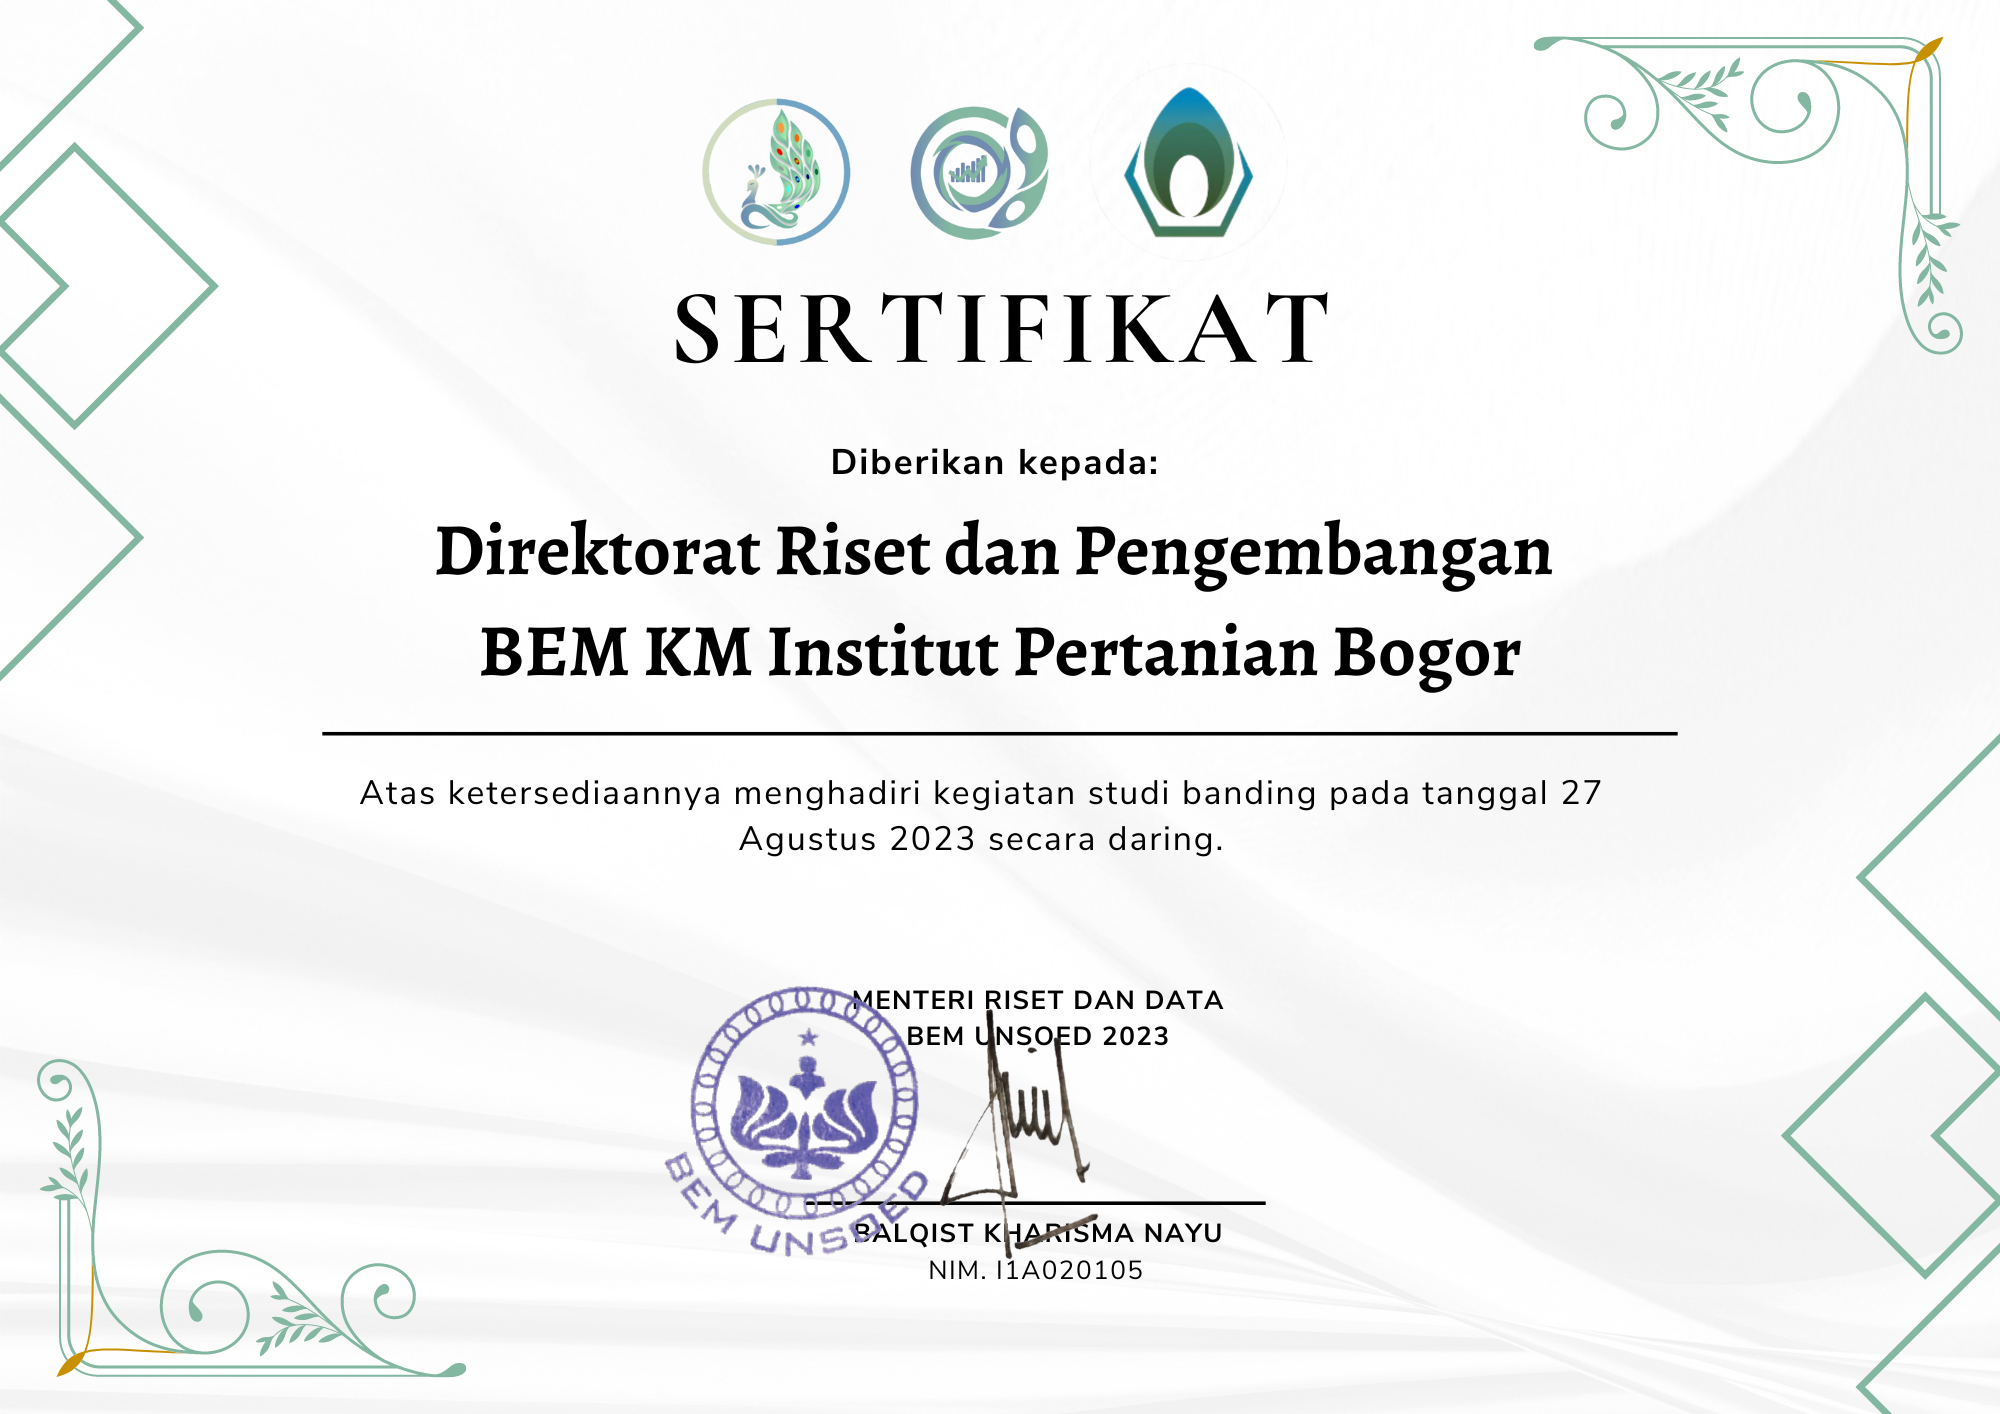 SERTIFIKAT
Diberikan kepada:
Direktorat Riset dan Pengembangan
BEM KM Institut Pertanian Bogor
Atas ketersediaannya menghadiri kegiatan studi banding pada tanggal 27
Agustus 2023 secara daring.
MENTERI RISET DAN DATA
BEM UNSOED 2023
BEM UNSOED
BALQIST KHARISMA NAYU
NIM. I1A020105